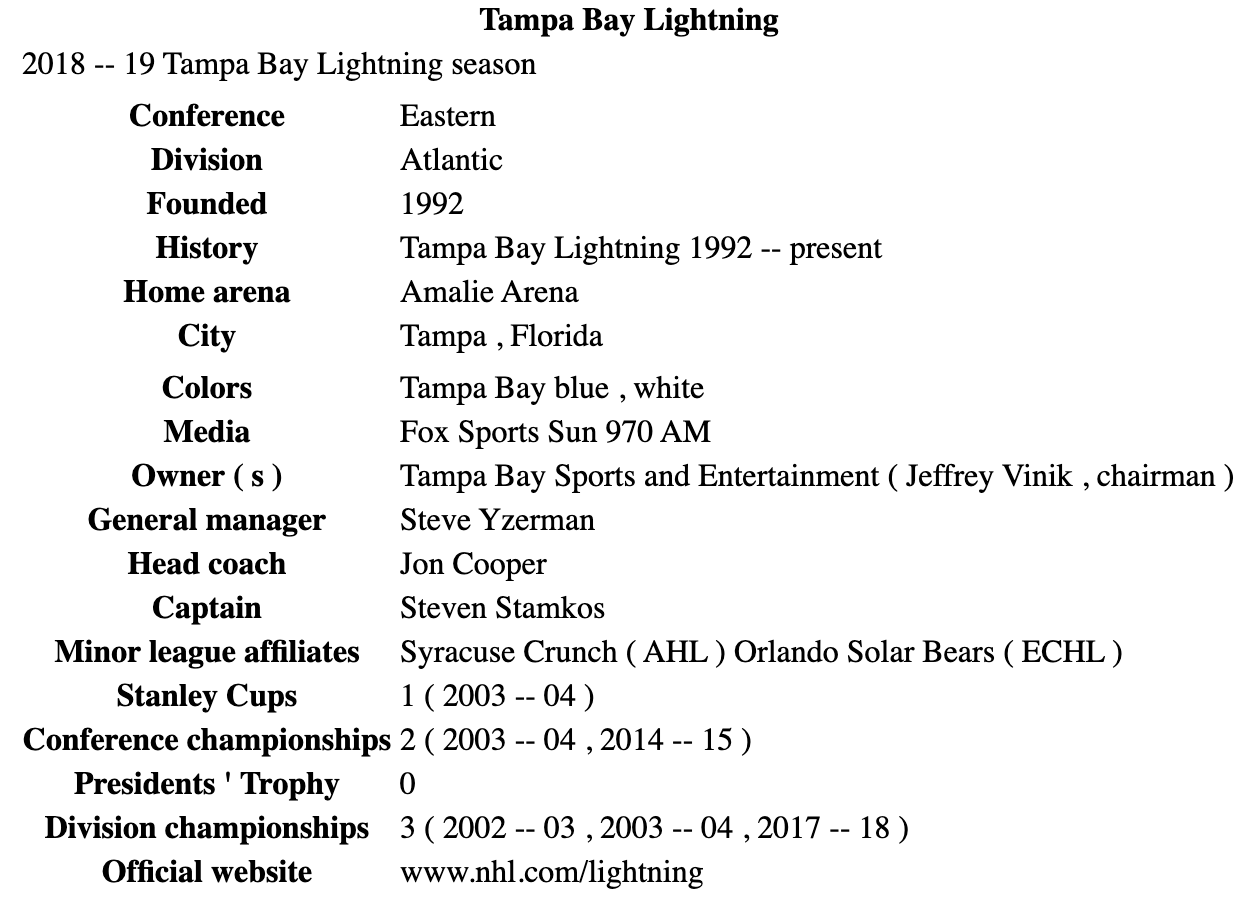 Tampa Bay Lightning
2018 -- 19 Tampa Bay Lightning season
Conference Eastern
Division Atlantic
Founded 1992
History Tampa Bay Lightning 1992 -- present
Home arena Amalie Arena
City Tampa , Florida
Colors Tampa Bay blue , white
Media Fox Sports Sun 970 AM
Owner ( s ) Tampa Bay Sports and Entertainment ( Jeffrey Vinik , chairman )
General manager Steve Yzerman
Head coach Jon Cooper
Captain Steven Stamkos
Minor league affiliates Syracuse Crunch ( AHL ) Orlando Solar Bears ( ECHL )
Stanley Cups 1 ( 2003 -- 04 )
Conference championships 2 ( 2003 -- 04 , 2014 -- 15 )
Presidents ' Trophy 0
Division championships 3 ( 2002 -- 03 , 2003 -- 04 , 2017 -- 18 )
Official website www.nhl.com/lightning